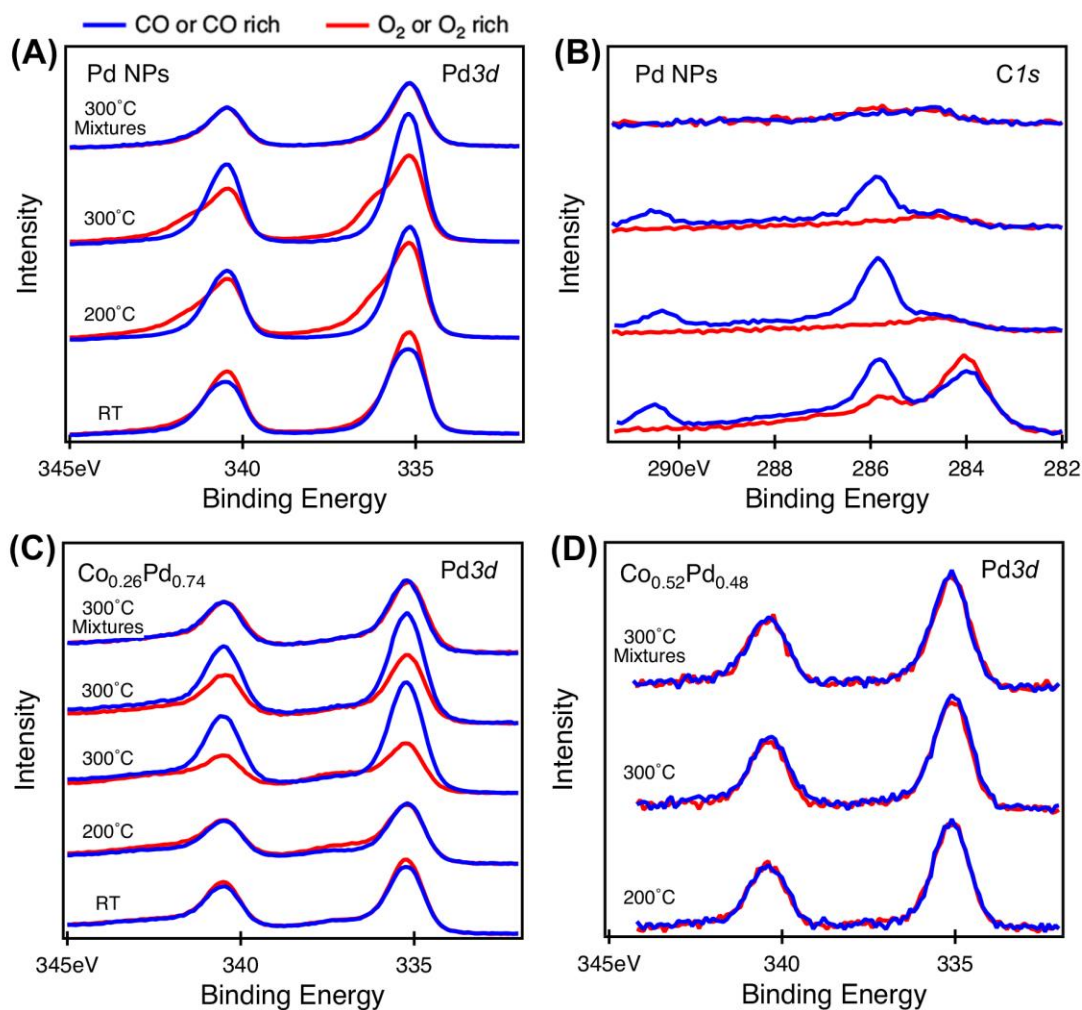 CO or CO rich O₂ or O₂ rich
(A) Pd NPs Pd3d
300°C
Mixtures
300°C
200°C
RT
Intensity
345eV 340 335
Binding Energy
(B) Pd NPs C1s
Intensity
290eV 288 286 284 282
Binding Energy
(C) Co₀.₂₆Pd₀.₇₄ Pd3d
300°C
Mixtures
300°C
300°C
200°C
RT
Intensity
345eV 340 335
Binding Energy
(D) Co₀.₅₂Pd₀.₄₈ Pd3d
300°C
Mixtures
300°C
200°C
Intensity
345eV 340 335
Binding Energy